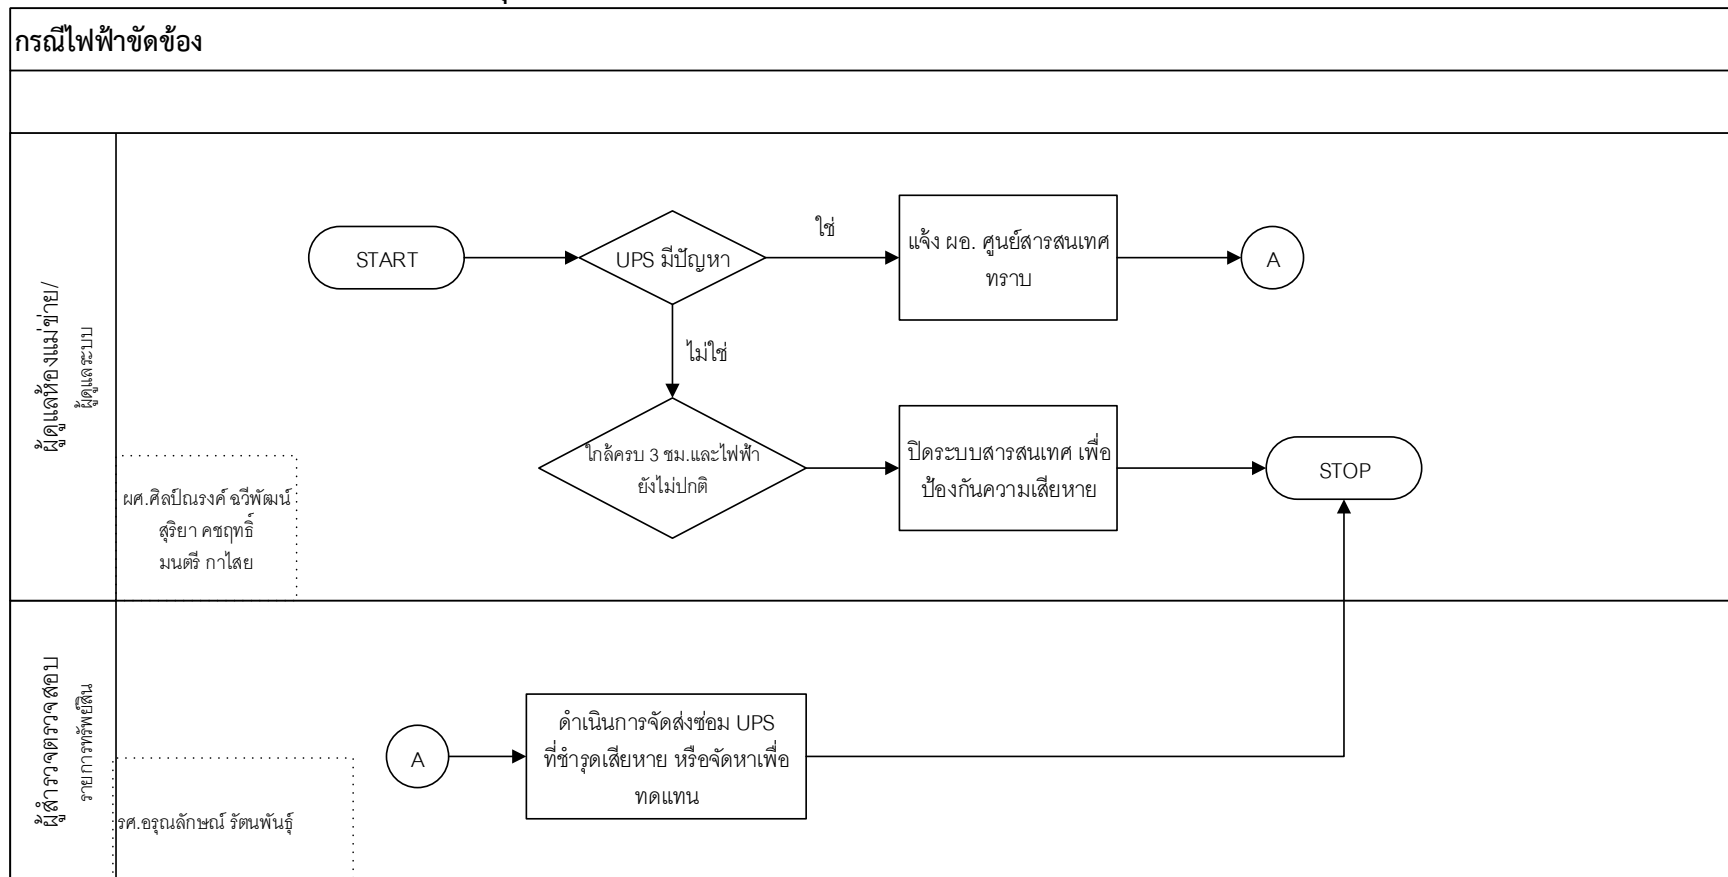 กรณีไฟฟ้าขัดข้อง
ผู้ดูแลห้องแม่ข่าย/
ผู้ดูแลระบบ
START
UPS มีปัญหา
ใช่
แจ้ง ผอ. ศูนย์สารสนเทศ
ทราบ
A
ไม่ใช่
ใกล้ครบ 3 ชม.และไฟฟ้า
ยังไม่ปกติ
ปิดระบบสารสนเทศ เพื่อ
ป้องกันความเสียหาย
STOP
ผศ.ศิลป์ณรงค์ ฉวีพัฒน์
สุริยา คชฤทธิ์
มนตรี กาไสย
ผู้สำรวจตรวจสอบ
รายการทรัพย์สิน
A
ดำเนินการจัดส่งซ่อม UPS
ที่ชำรุดเสียหาย หรือจัดหาเพื่อ
ทดแทน
รศ.อรุณลักษณ์ รัตนพันธุ์